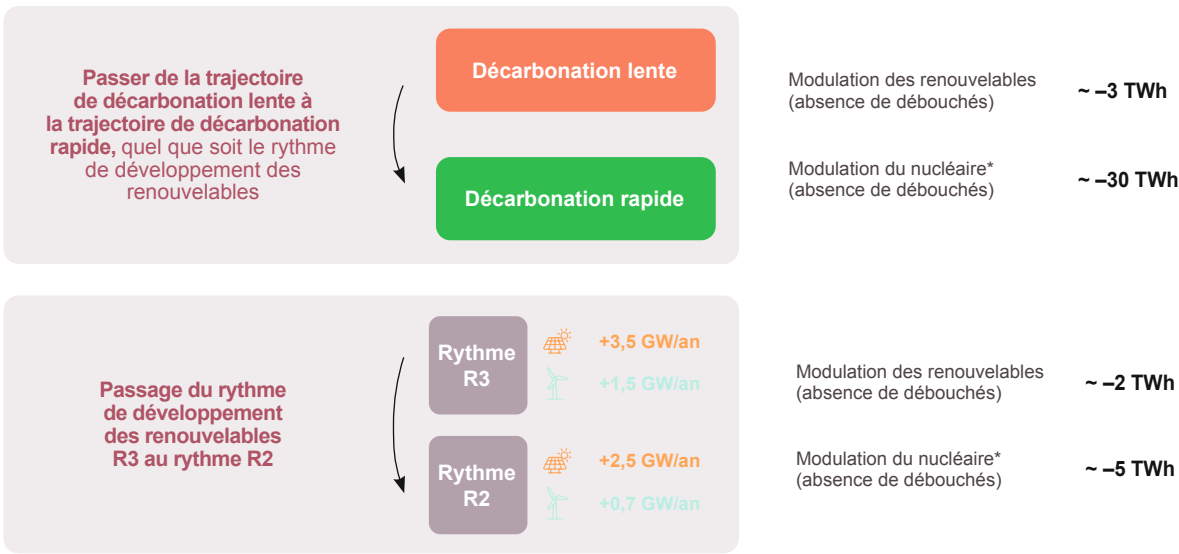 Passer de la trajectoire
de décarbonation lente à
la trajectoire de décarbonation
rapide, quel que soit le rythme
de développement des
renouvelables
Décarbonation lente
Décarbonation rapide
Modulation des renouvelables
(absence de débouchés)
~ –3 TWh
Modulation du nucléaire*
(absence de débouchés)
~ –30 TWh
Passage du rythme
de développement
des renouvelables
R3 au rythme R2
Rythme
R3
+3,5 GW/an
+1,5 GW/an
Rythme
R2
+2,5 GW/an
+0,7 GW/an
Modulation des renouvelables
(absence de débouchés)
~ –2 TWh
Modulation du nucléaire*
(absence de débouchés)
~ –5 TWh